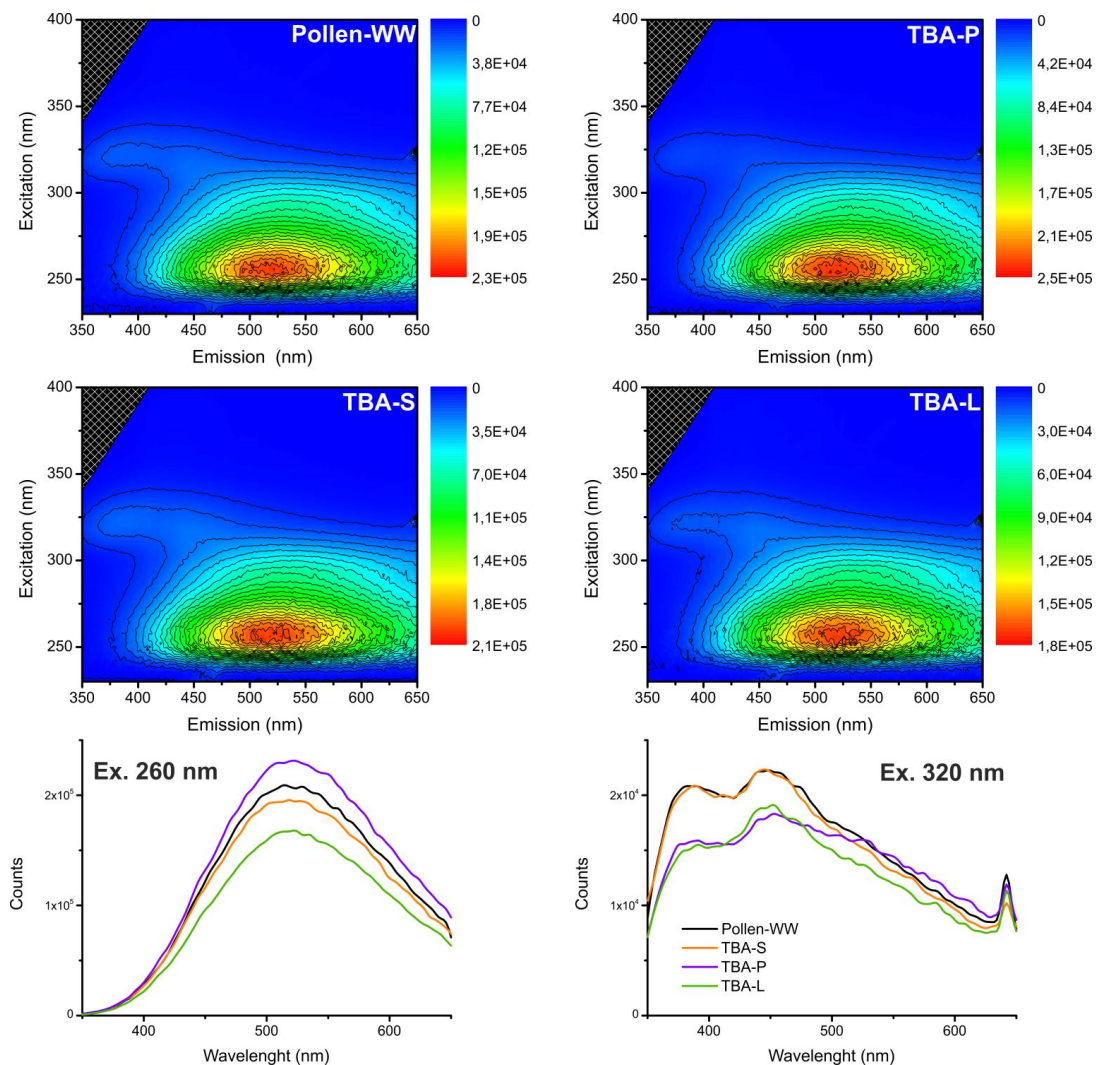 Pollen-WW
400
350
300
250
Excitation (nm)
350 400 450 500 550 600 650
Emission (nm)
0
3,8E+04
7,7E+04
1,2E+05
1,5E+05
1,9E+05
2,3E+05
TBA-P
400
350
300
250
Excitation (nm)
350 400 450 500 550 600 650
Emission (nm)
0
4,2E+04
8,4E+04
1,3E+05
1,7E+05
2,1E+05
2,5E+05
TBA-S
400
350
300
250
Excitation (nm)
350 400 450 500 550 600 650
Emission (nm)
0
3,5E+04
7,0E+04
1,1E+05
1,4E+05
1,8E+05
2,1E+05
TBA-L
400
350
300
250
Excitation (nm)
350 400 450 500 550 600 650
Emission (nm)
0
3,0E+04
6,0E+04
9,0E+04
1,2E+05
1,5E+05
1,8E+05
Ex. 260 nm
2x10⁵
1x10⁵
0
Counts
400 500 600
Wavelenght (nm)
Ex. 320 nm
2x10⁴
1x10⁴
0
Counts
Pollen-WW
TBA-S
TBA-P
TBA-L
400 500 600
Wavelenght (nm)